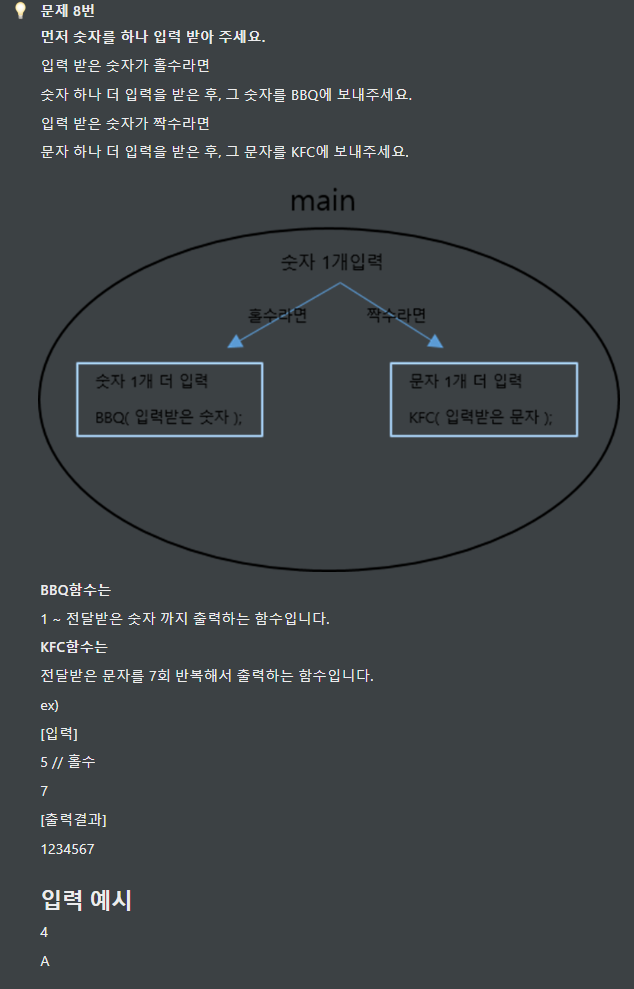 문제 8번
먼저 숫자를 하나 입력 받아 주세요.
입력 받은 숫자가 홀수라면
숫자 하나 더 입력을 받은 후, 그 숫자를 BBQ에 보내주세요.
입력 받은 숫자가 짝수라면
문자 하나 더 입력을 받은 후, 그 문자를 KFC에 보내주세요.
main
숫자 1개입력
홀수라면
짝수라면
숫자 1개 더 입력
BBQ( 입력받은 숫자 );
문자 1개 더 입력
KFC( 입력받은 문자 );
BBQ함수는
1 ~ 전달받은 숫자 까지 출력하는 함수입니다.
KFC함수는
전달받은 문자를 7회 반복해서 출력하는 함수입니다.
ex)
[입력]
5 // 홀수
7
[출력결과]
1234567
입력 예시
4
A